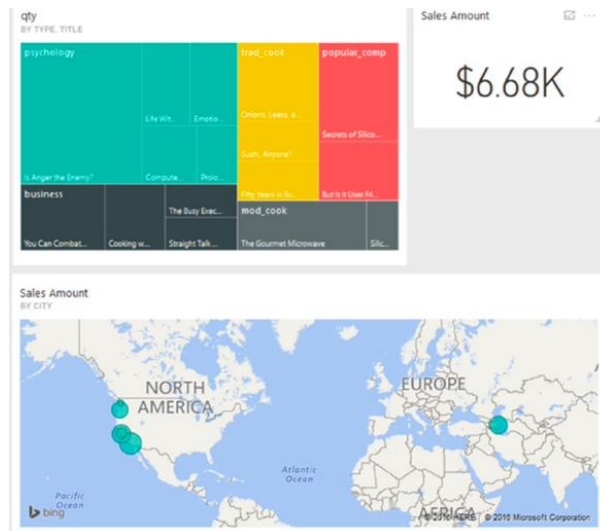 qty
BY TYPE, TITLE
psychology
Life Wit...
Emotio...
Is Anger the Enemy?
Compute...
Prolo...
trad_cook
Onions, Leeks, a...
Sushi, Anyone?
Fifty Years in Bu...
popular_comp
Secrets of Silico...
But Is It User Fri...
business
You Can Combat...
Cooking w...
The Busy Exec...
Straight Talk ...
mod_cook
The Gourmet Microwave
Silic...
Sales Amount
$6.68K
Sales Amount
BY CITY
NORTH
AMERICA
EUROPE
Atlantic
Ocean
Pacific
Ocean
AFRICA
bing
© 2016 HERE
© 2016 Microsoft Corporation